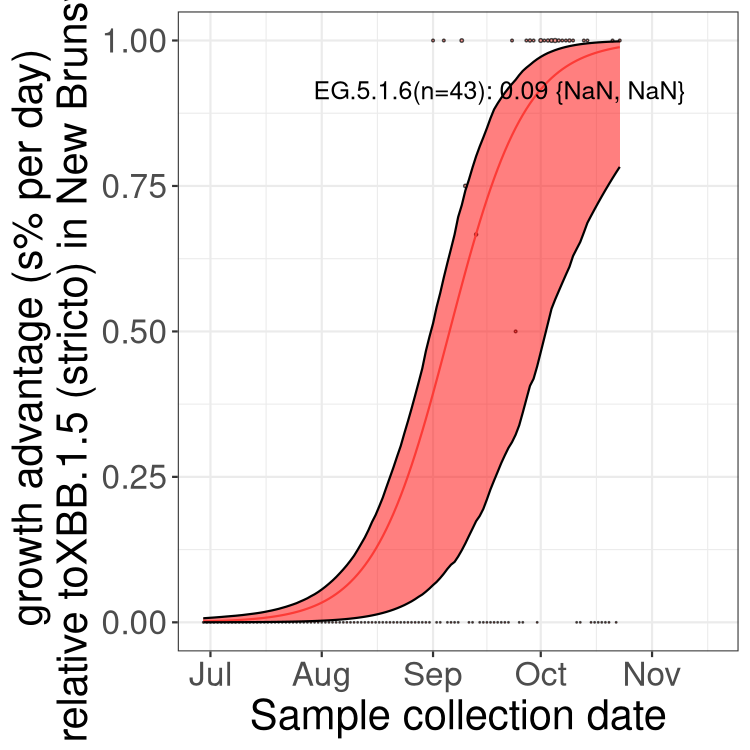 growth advantage (s% per day)
relative toXBB.1.5 (stricto) in New Bruns
1.00
0.75
0.50
0.25
0.00
EG.5.1.6(n=43): 0.09 {NaN, NaN}
Jul Aug Sep Oct Nov
Sample collection date